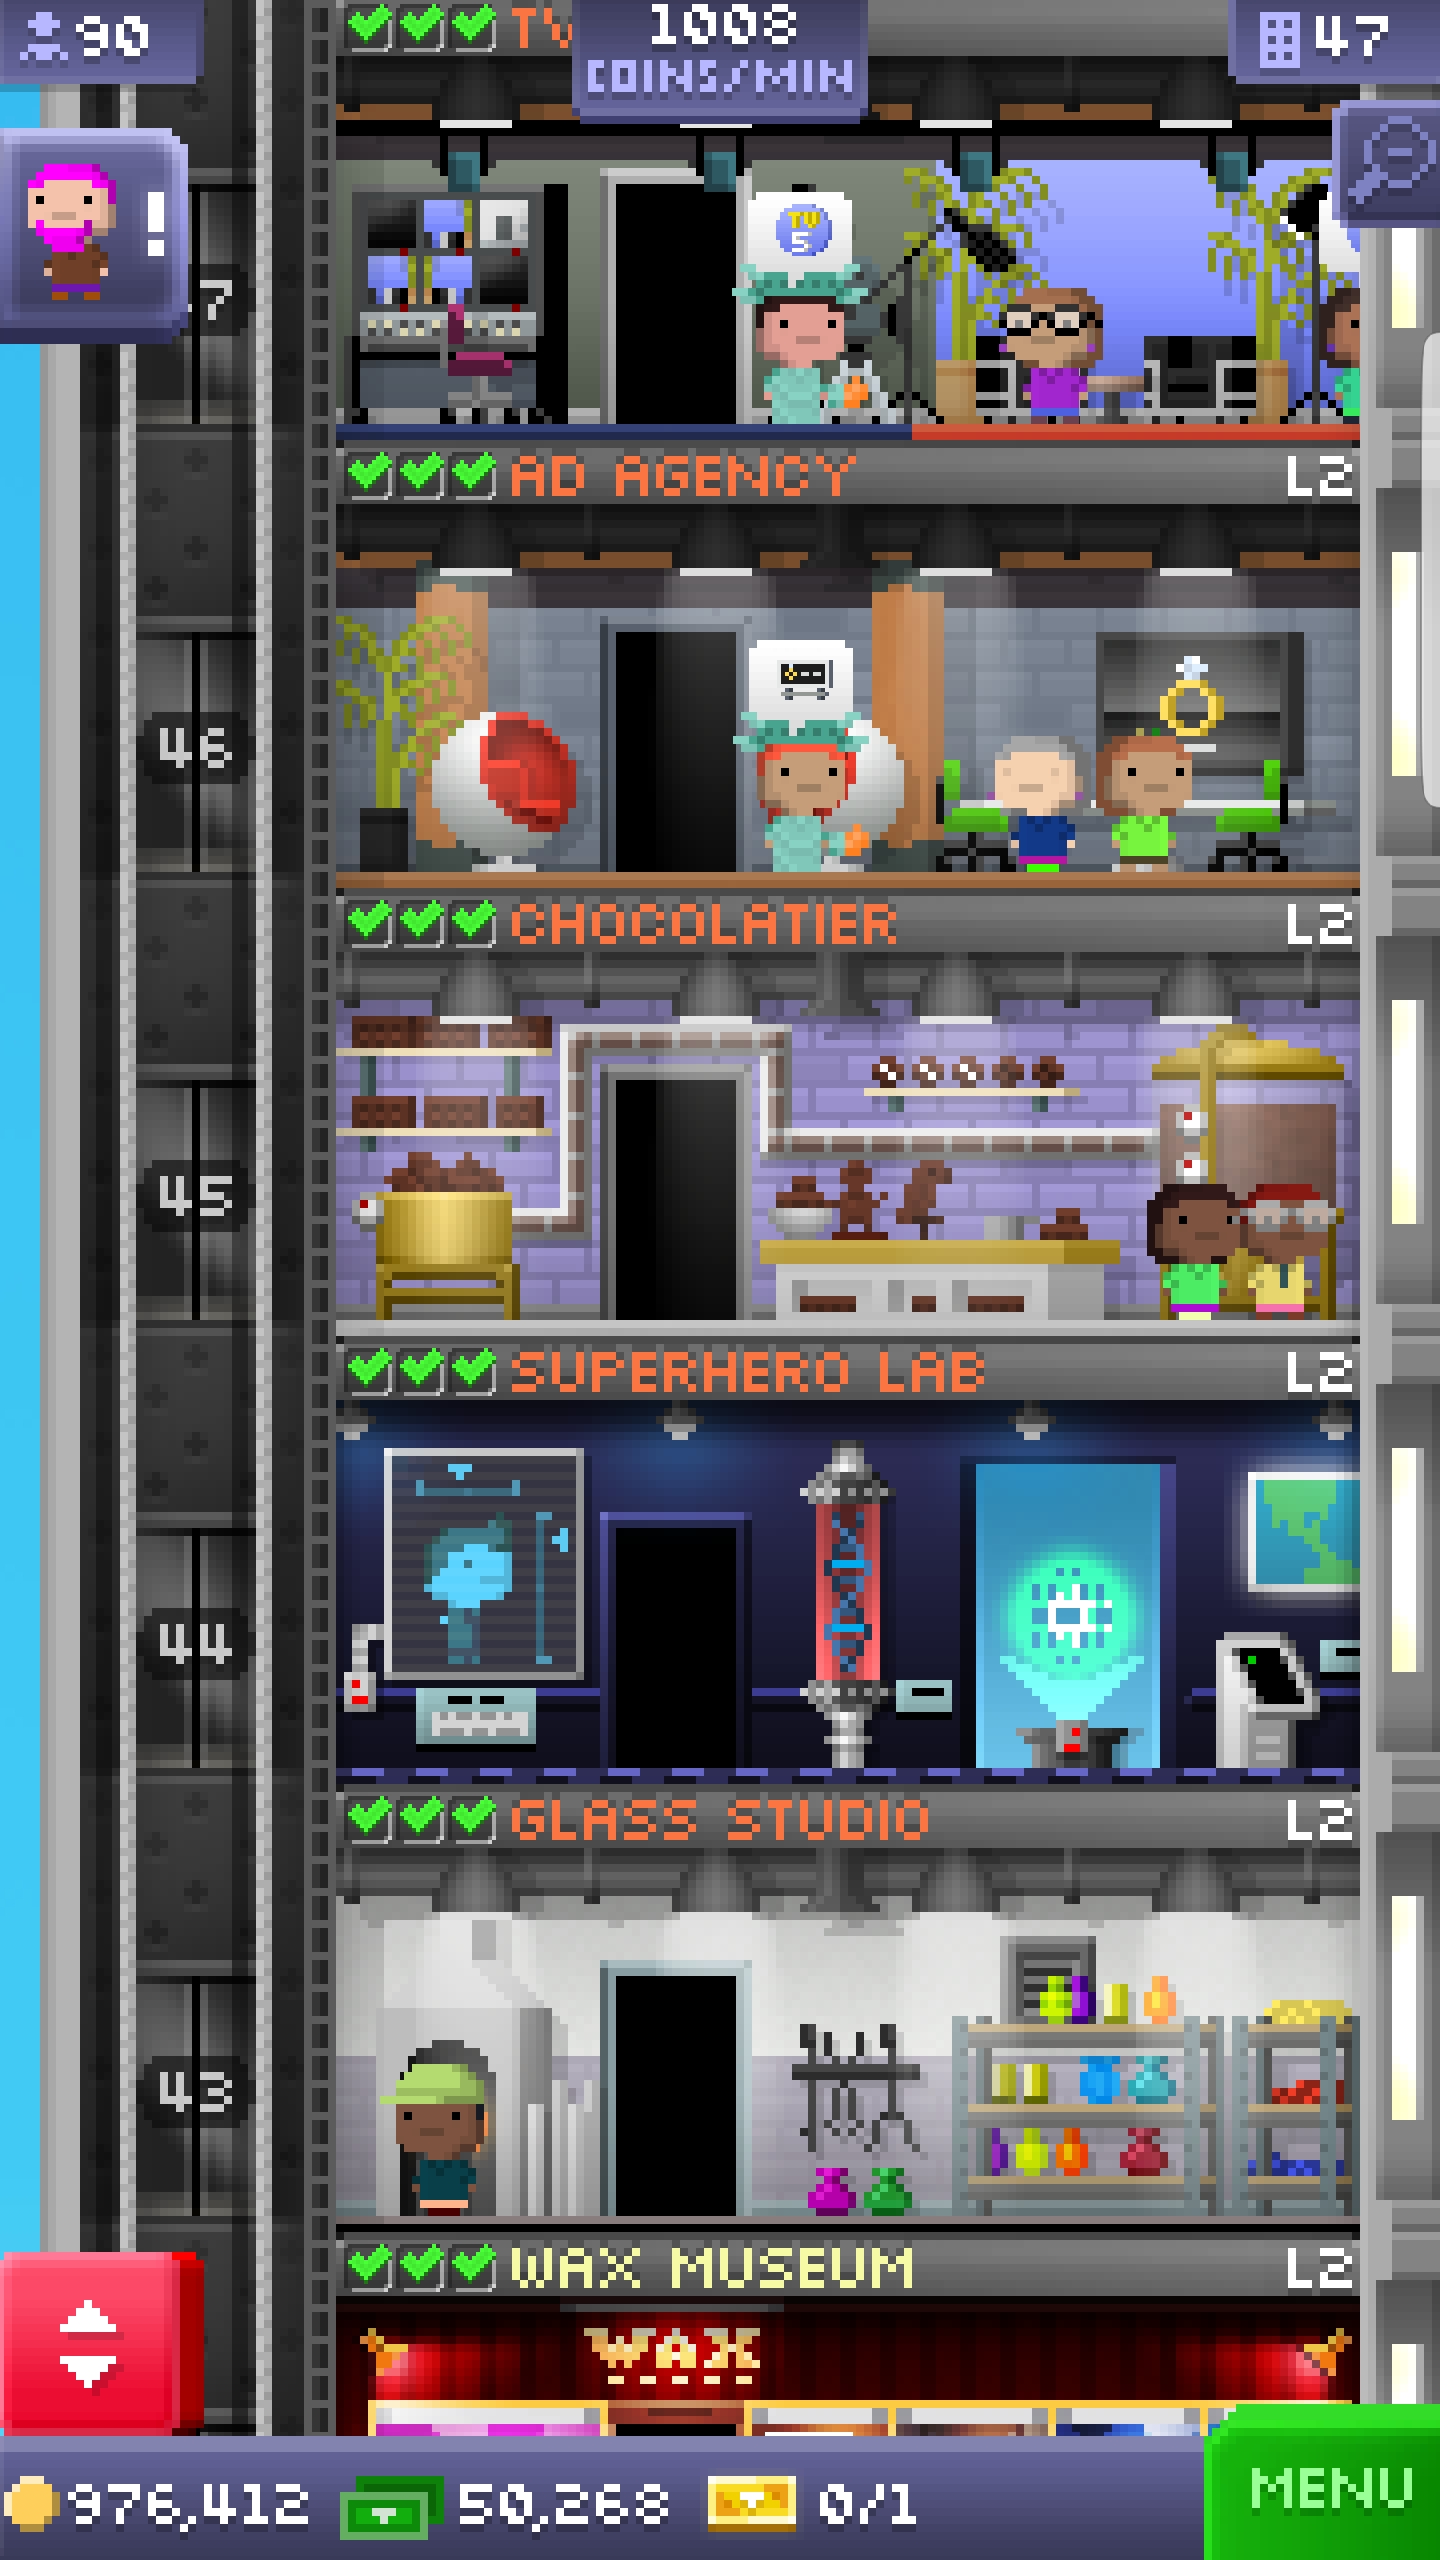 90
1008
COINS/MIN
47
TV
!
7
TV
5
AD AGENCY L2
46
CHOCOLATIER L2
45
SUPERHERO LAB L2
44
GLASS STUDIO L2
43
WAX MUSEUM L2
WAX
976,412 50,268 0/1
MENU